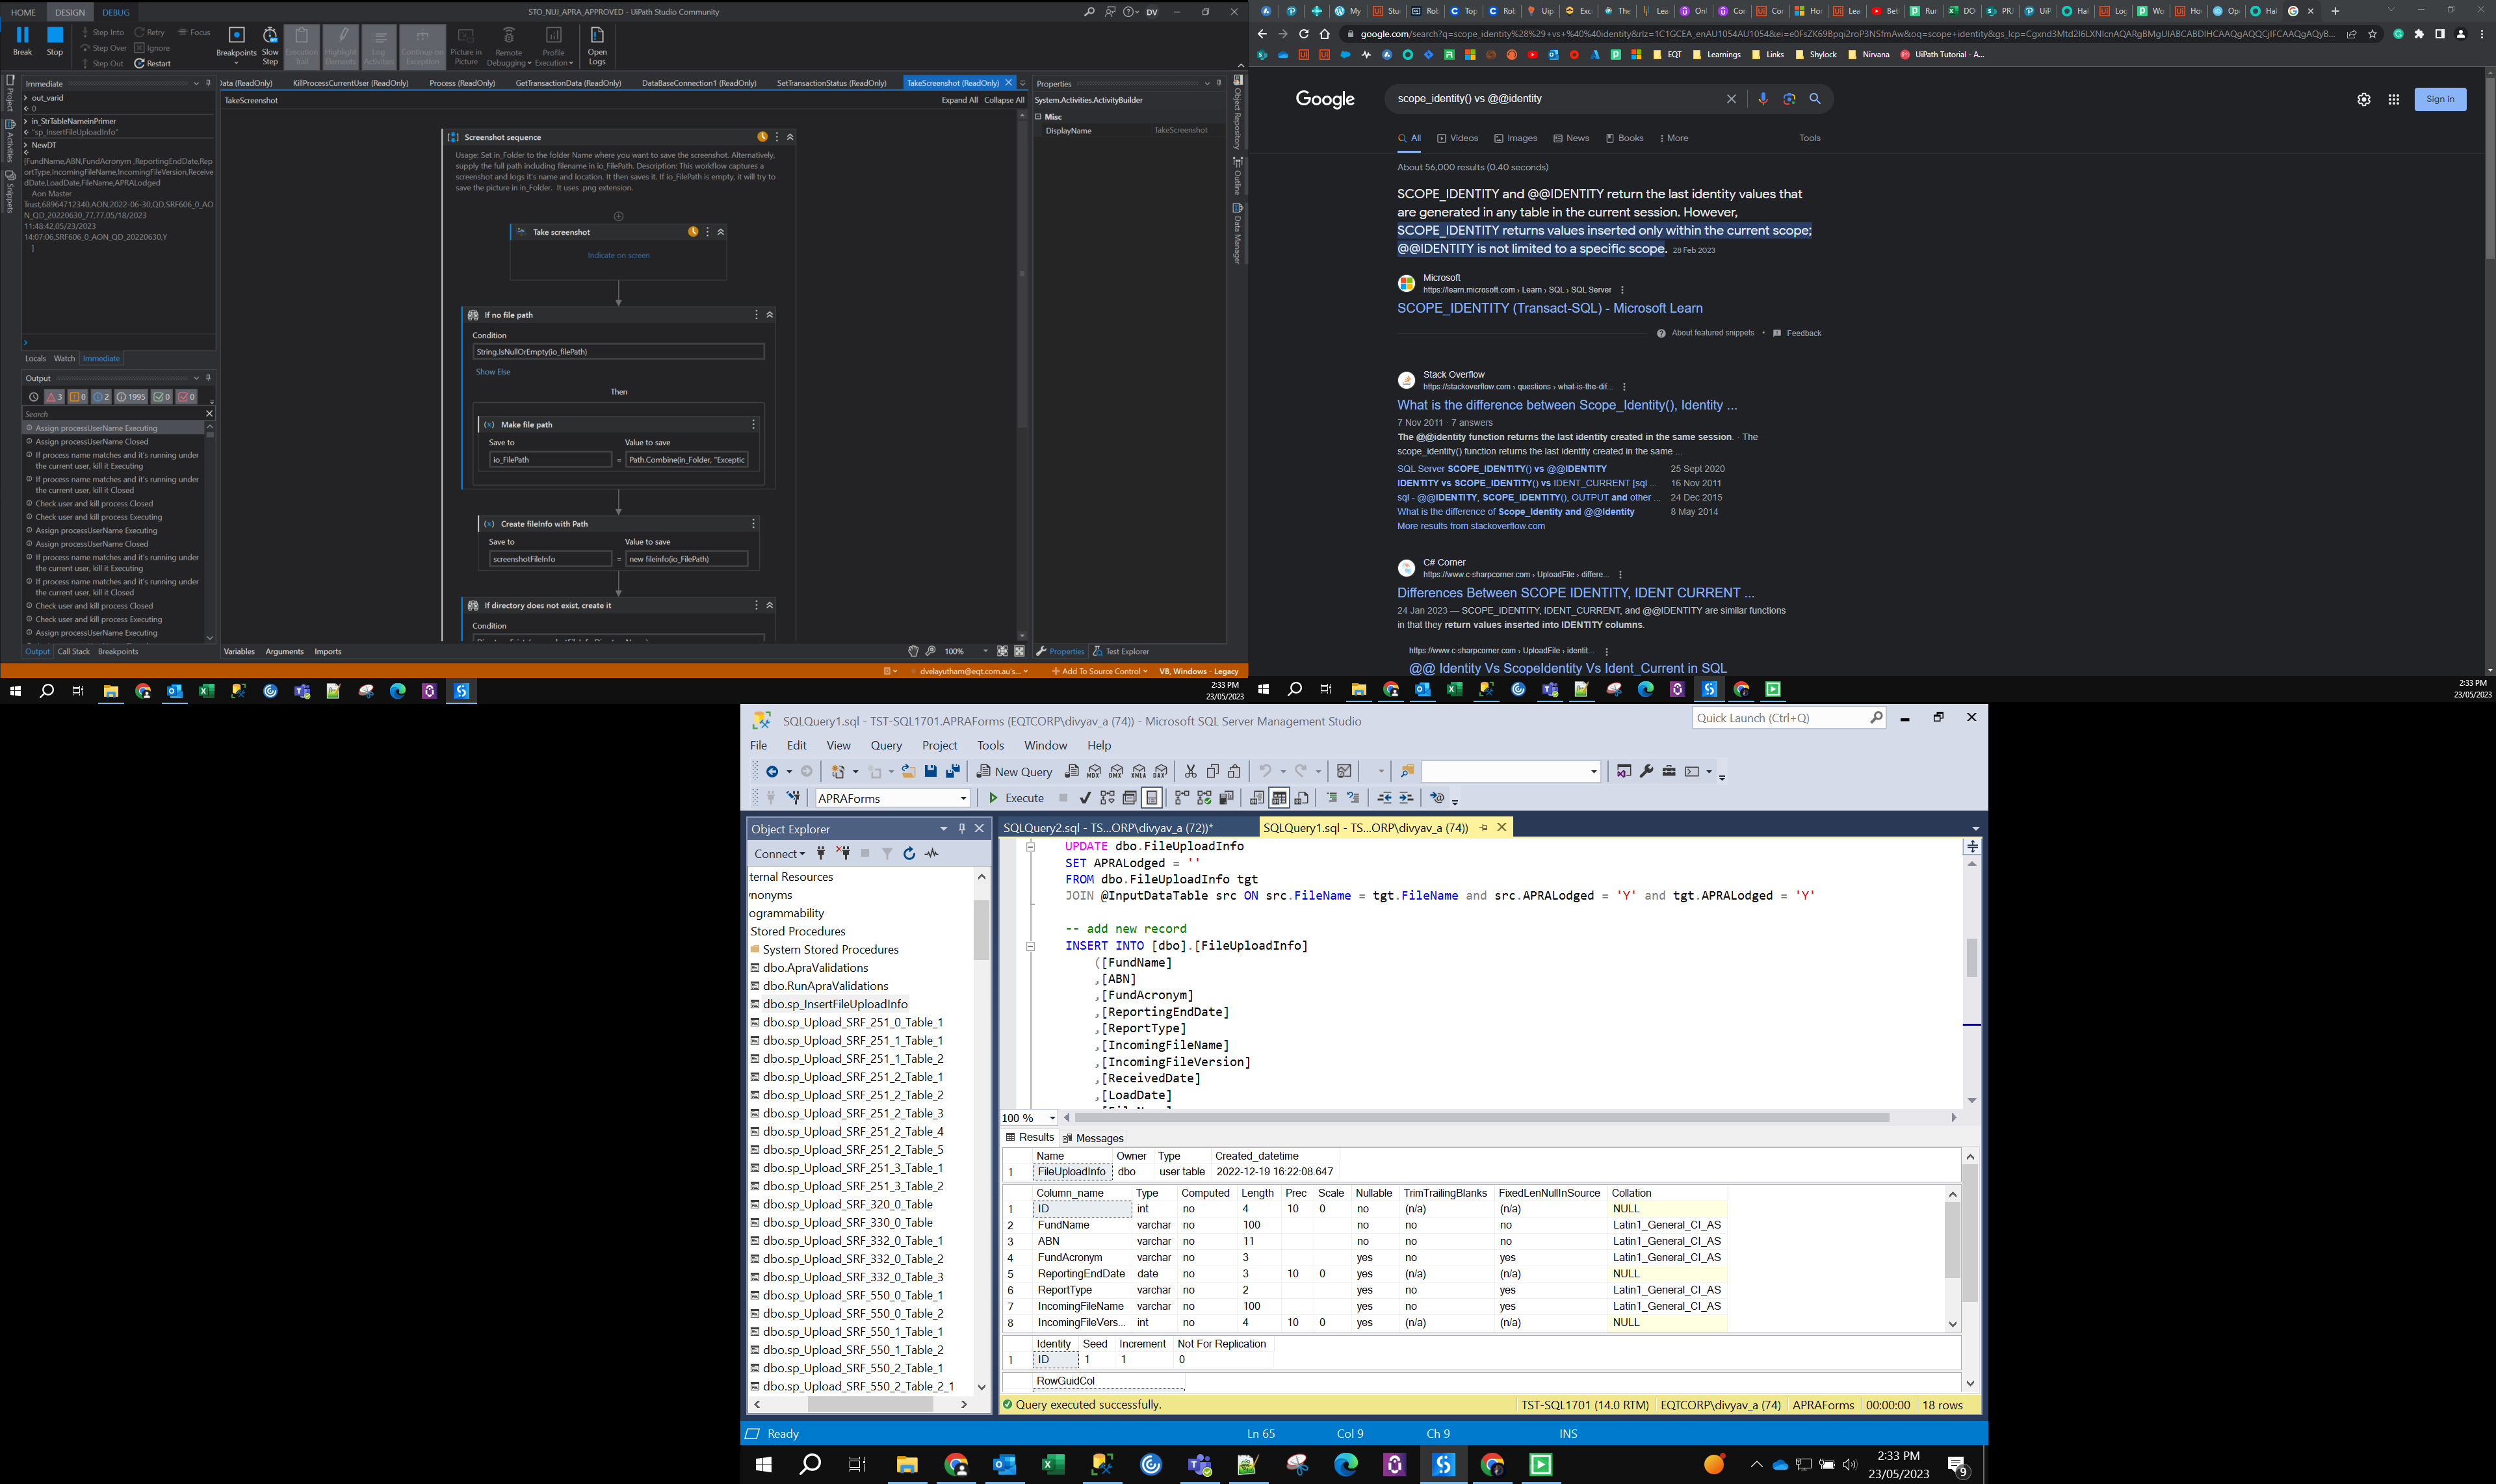 HOME DESIGN DEBUG
STO_NUJ_APRA_APPROVED - UiPath Studio Community
DV
Break
Stop
Step Into
Step Over
Step Out
Retry
Ignore
Restart
Focus
Breakpoints
Slow Step
Execution Trail
Highlight Elements
Log Activities
Continue on Exception
Picture in Picture
Remote Debugging
Profile Execution
Open Logs
Immediate
out_varid
0
in_StrTableNameinPrimer
"sp_InsertFileUploadInfo"
NewDT
[FundName,ABN,FundAcronym ,ReportingEndDate,Rep
ortType,IncomingFileName,IncomingFileVersion,Receive
dDate,LoadDate,FileName,APRALodged
Aon Master
Trust,68964712340,AON,2022-06-30,QD,SRF606_0_AO
N_QD_20220630_77,77,05/18/2023
11:48:42,05/23/2023
14:07:06,SRF606_0_AON_QD_20220630,Y
]
Locals Watch Immediate
Output
3 0 2 1995 0 0
Search
Assign processUserName Executing
Assign processUserName Closed
If process name matches and it's running under
the current user, kill it Executing
If process name matches and it's running under
the current user, kill it Closed
Check user and kill process Closed
Check user and kill process Executing
Assign processUserName Executing
Assign processUserName Closed
If process name matches and it's running under
the current user, kill it Executing
If process name matches and it's running under
the current user, kill it Closed
Check user and kill process Closed
Check user and kill process Executing
Assign processUserName Executing
Output Call Stack Breakpoints
Project
Activities
Snippets
Data (ReadOnly) KillProcessCurrentUser (ReadOnly) Process (ReadOnly) GetTransactionData (ReadOnly) DataBaseConnection1 (ReadOnly) SetTransactionStatus (ReadOnly) TakeScreenshot (ReadOnly)
TakeScreenshot
Expand All Collapse All
Screenshot sequence
Usage: Set in_Folder to the folder Name where you want to save the screenshot. Alternatively,
supply the full path including filename in io_FilePath. Description: This workflow captures a
screenshot and logs it's name and location. It then saves it. If io_FilePath is empty, it will try to
save the picture in in_Folder. It uses .png extension.
Take screenshot
Indicate on screen
If no file path
Condition
String.IsNullOrEmpty(io_filePath)
Show Else
Then
Make file path
Save to Value to save
io_FilePath = Path.Combine(in_Folder, "Exceptic
Create fileInfo with Path
Save to Value to save
screenshotFileInfo = new fileinfo(io_FilePath)
If directory does not exist, create it
Condition
Variables Arguments Imports
100%
Properties
System.Activities.ActivityBuilder
Misc
DisplayName TakeScreenshot
Properties Test Explorer
Object Repository
Outline
Data Manager
dvelayutham@eqt.com.au's...
Add To Source Control
VB, Windows - Legacy
2:33 PM
23/05/2023
google.com/search?q=scope_identity%28%29+vs+%40%40identity&rlz=1C1GCEA_enAU1054AU1054&ei=e0FsZK69Bpqi2roP3NSfmAw&oq=scope+identity&gs_lcp=
EQT Learnings Links Shylock Nirvana UiPath Tutorial - A...
Google
scope_identity() vs @@identity
Sign in
All Videos Images News Books More Tools
About 56,000 results (0.40 seconds)
SCOPE_IDENTITY and @@IDENTITY return the last identity values that
are generated in any table in the current session. However,
SCOPE_IDENTITY returns values inserted only within the current scope;
@@IDENTITY is not limited to a specific scope. 28 Feb 2023
Microsoft
https://learn.microsoft.com › Learn › SQL › SQL Server
SCOPE_IDENTITY (Transact-SQL) - Microsoft Learn
About featured snippets • Feedback
Stack Overflow
https://stackoverflow.com › questions › what-is-the-dif...
What is the difference between Scope_Identity(), Identity ...
7 Nov 2011 · 7 answers
The @@identity function returns the last identity created in the same session. · The
scope_identity() function returns the last identity created in the same ...
SQL Server SCOPE_IDENTITY() vs @@IDENTITY 25 Sept 2020
IDENTITY vs SCOPE_IDENTITY() vs IDENT_CURRENT [sql ... 16 Nov 2011
sql - @@IDENTITY, SCOPE_IDENTITY(), OUTPUT and other ... 24 Dec 2015
What is the difference of Scope_Identity and @@Identity 8 May 2014
More results from stackoverflow.com
C# Corner
https://www.c-sharpcorner.com › UploadFile › differe...
Differences Between SCOPE IDENTITY, IDENT CURRENT ...
24 Jan 2023 — SCOPE_IDENTITY, IDENT_CURRENT, and @@IDENTITY are similar functions
in that they return values inserted into IDENTITY columns.
https://www.c-sharpcorner.com › UploadFile › identit...
@@ Identity Vs ScopeIdentity Vs Ident_Current in SQL
2:33 PM
23/05/2023
SQLQuery1.sql - TST-SQL1701.APRAForms (EQTCORP\divyav_a (74)) - Microsoft SQL Server Management Studio
Quick Launch (Ctrl+Q)
File Edit View Query Project Tools Window Help
New Query
APRAForms
Execute
Object Explorer
Connect
ternal Resources
nonyms
ogrammability
Stored Procedures
System Stored Procedures
dbo.ApraValidations
dbo.RunApraValidations
dbo.sp_InsertFileUploadInfo
dbo.sp_Upload_SRF_251_0_Table_1
dbo.sp_Upload_SRF_251_1_Table_1
dbo.sp_Upload_SRF_251_1_Table_2
dbo.sp_Upload_SRF_251_2_Table_1
dbo.sp_Upload_SRF_251_2_Table_2
dbo.sp_Upload_SRF_251_2_Table_3
dbo.sp_Upload_SRF_251_2_Table_4
dbo.sp_Upload_SRF_251_2_Table_5
dbo.sp_Upload_SRF_251_3_Table_1
dbo.sp_Upload_SRF_251_3_Table_2
dbo.sp_Upload_SRF_320_0_Table
dbo.sp_Upload_SRF_330_0_Table
dbo.sp_Upload_SRF_332_0_Table_1
dbo.sp_Upload_SRF_332_0_Table_2
dbo.sp_Upload_SRF_332_0_Table_3
dbo.sp_Upload_SRF_550_0_Table_1
dbo.sp_Upload_SRF_550_0_Table_2
dbo.sp_Upload_SRF_550_1_Table_1
dbo.sp_Upload_SRF_550_1_Table_2
dbo.sp_Upload_SRF_550_2_Table_1
dbo.sp_Upload_SRF_550_2_Table_2_1
SQLQuery2.sql - TS...ORP\divyav_a (72))* SQLQuery1.sql - TS...ORP\divyav_a (74))
UPDATE dbo.FileUploadInfo
SET APRALodged = ''
FROM dbo.FileUploadInfo tgt
JOIN @InputDataTable src ON src.FileName = tgt.FileName and src.APRALodged = 'Y' and tgt.APRALodged = 'Y'
-- add new record
INSERT INTO [dbo].[FileUploadInfo]
([FundName]
,[ABN]
,[FundAcronym]
,[ReportingEndDate]
,[ReportType]
,[IncomingFileName]
,[IncomingFileVersion]
,[ReceivedDate]
,[LoadDate]
100 %
Results Messages
Name Owner Type Created_datetime
1 FileUploadInfo dbo user table 2022-12-19 16:22:08.647
Column_name Type Computed Length Prec Scale Nullable TrimTrailingBlanks FixedLenNullInSource Collation
1 ID int no 4 10 0 no (n/a) (n/a) NULL
2 FundName varchar no 100 no no no Latin1_General_CI_AS
3 ABN varchar no 11 no no no Latin1_General_CI_AS
4 FundAcronym varchar no 3 yes no yes Latin1_General_CI_AS
5 ReportingEndDate date no 3 10 0 yes (n/a) (n/a) NULL
6 ReportType varchar no 2 yes no yes Latin1_General_CI_AS
7 IncomingFileName varchar no 100 yes no yes Latin1_General_CI_AS
8 IncomingFileVers... int no 4 10 0 yes (n/a) (n/a) NULL
Identity Seed Increment Not For Replication
1 ID 1 1 0
RowGuidCol
Query executed successfully.
TST-SQL1701 (14.0 RTM) EQTCORP\divyav_a (74) APRAForms 00:00:00 18 rows
Ready Ln 65 Col 9 Ch 9 INS
2:33 PM
23/05/2023
9